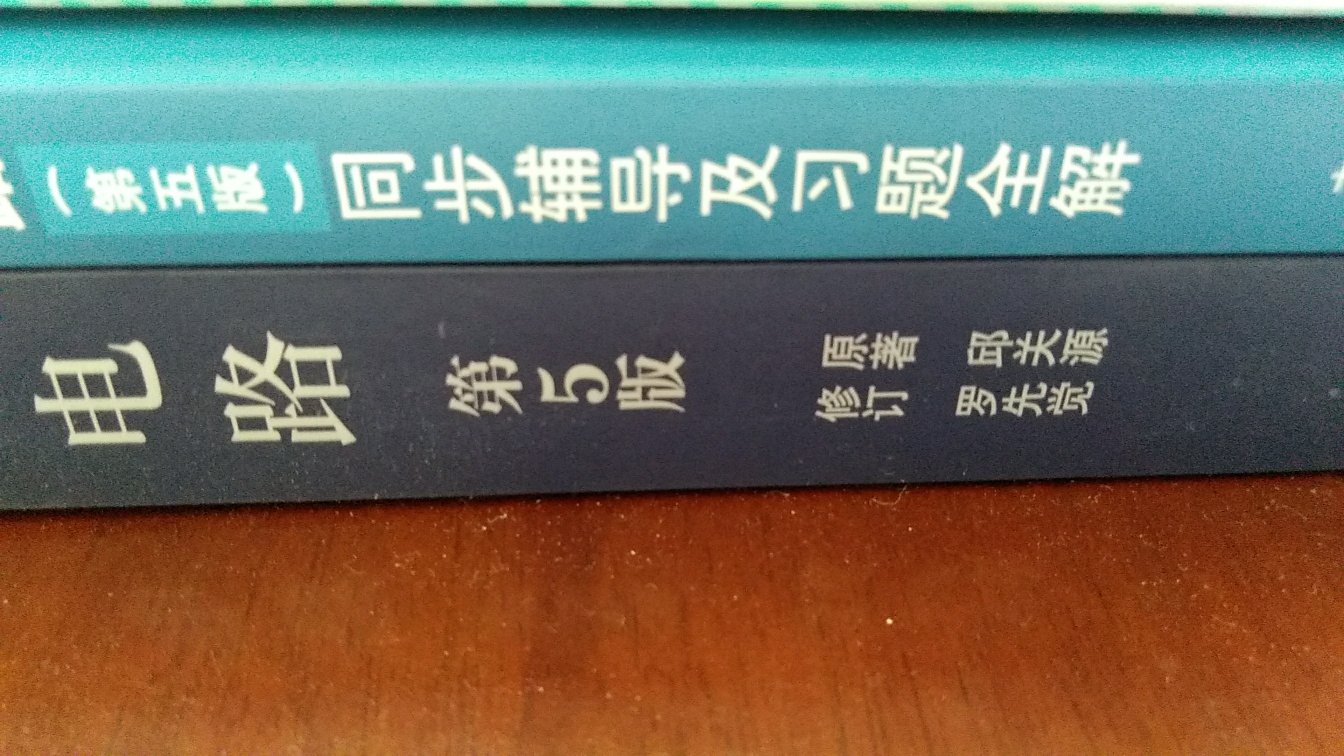 （第五版）同步辅导及习题全解
电路 第5版 原著 邱关源
修订 罗先觉